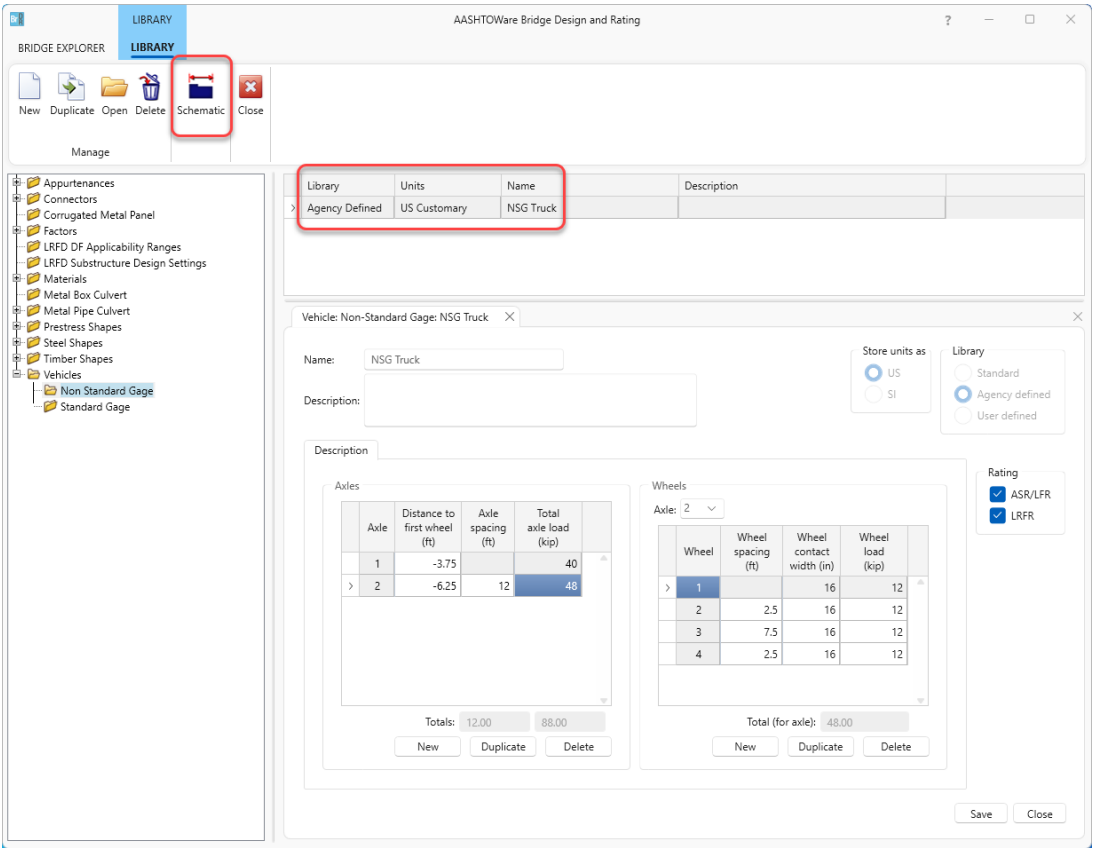 Br
LIBRARY
AASHTOWare Bridge Design and Rating
?
BRIDGE EXPLORER LIBRARY
New Duplicate Open Delete Schematic Close
Manage
Appurtenances
Connectors
Corrugated Metal Panel
Factors
LRFD DF Applicability Ranges
LRFD Substructure Design Settings
Materials
Metal Box Culvert
Metal Pipe Culvert
Prestress Shapes
Steel Shapes
Timber Shapes
Vehicles
Non Standard Gage
Standard Gage
Library Units Name Description
Agency Defined US Customary NSG Truck
Vehicle: Non-Standard Gage: NSG Truck
Name: NSG Truck
Description:
Store units as
US
SI
Library
Standard
Agency defined
User defined
Description
Axles
Axle Distance to first wheel (ft) Axle spacing (ft) Total axle load (kip)
1 -3.75 40
2 -6.25 12 48
Totals: 12.00 88.00
New Duplicate Delete
Wheels
Axle: 2
Wheel Wheel spacing (ft) Wheel contact width (in) Wheel load (kip)
1 16 12
2 2.5 16 12
3 7.5 16 12
4 2.5 16 12
Total (for axle): 48.00
New Duplicate Delete
Rating
ASR/LFR
LRFR
Save Close